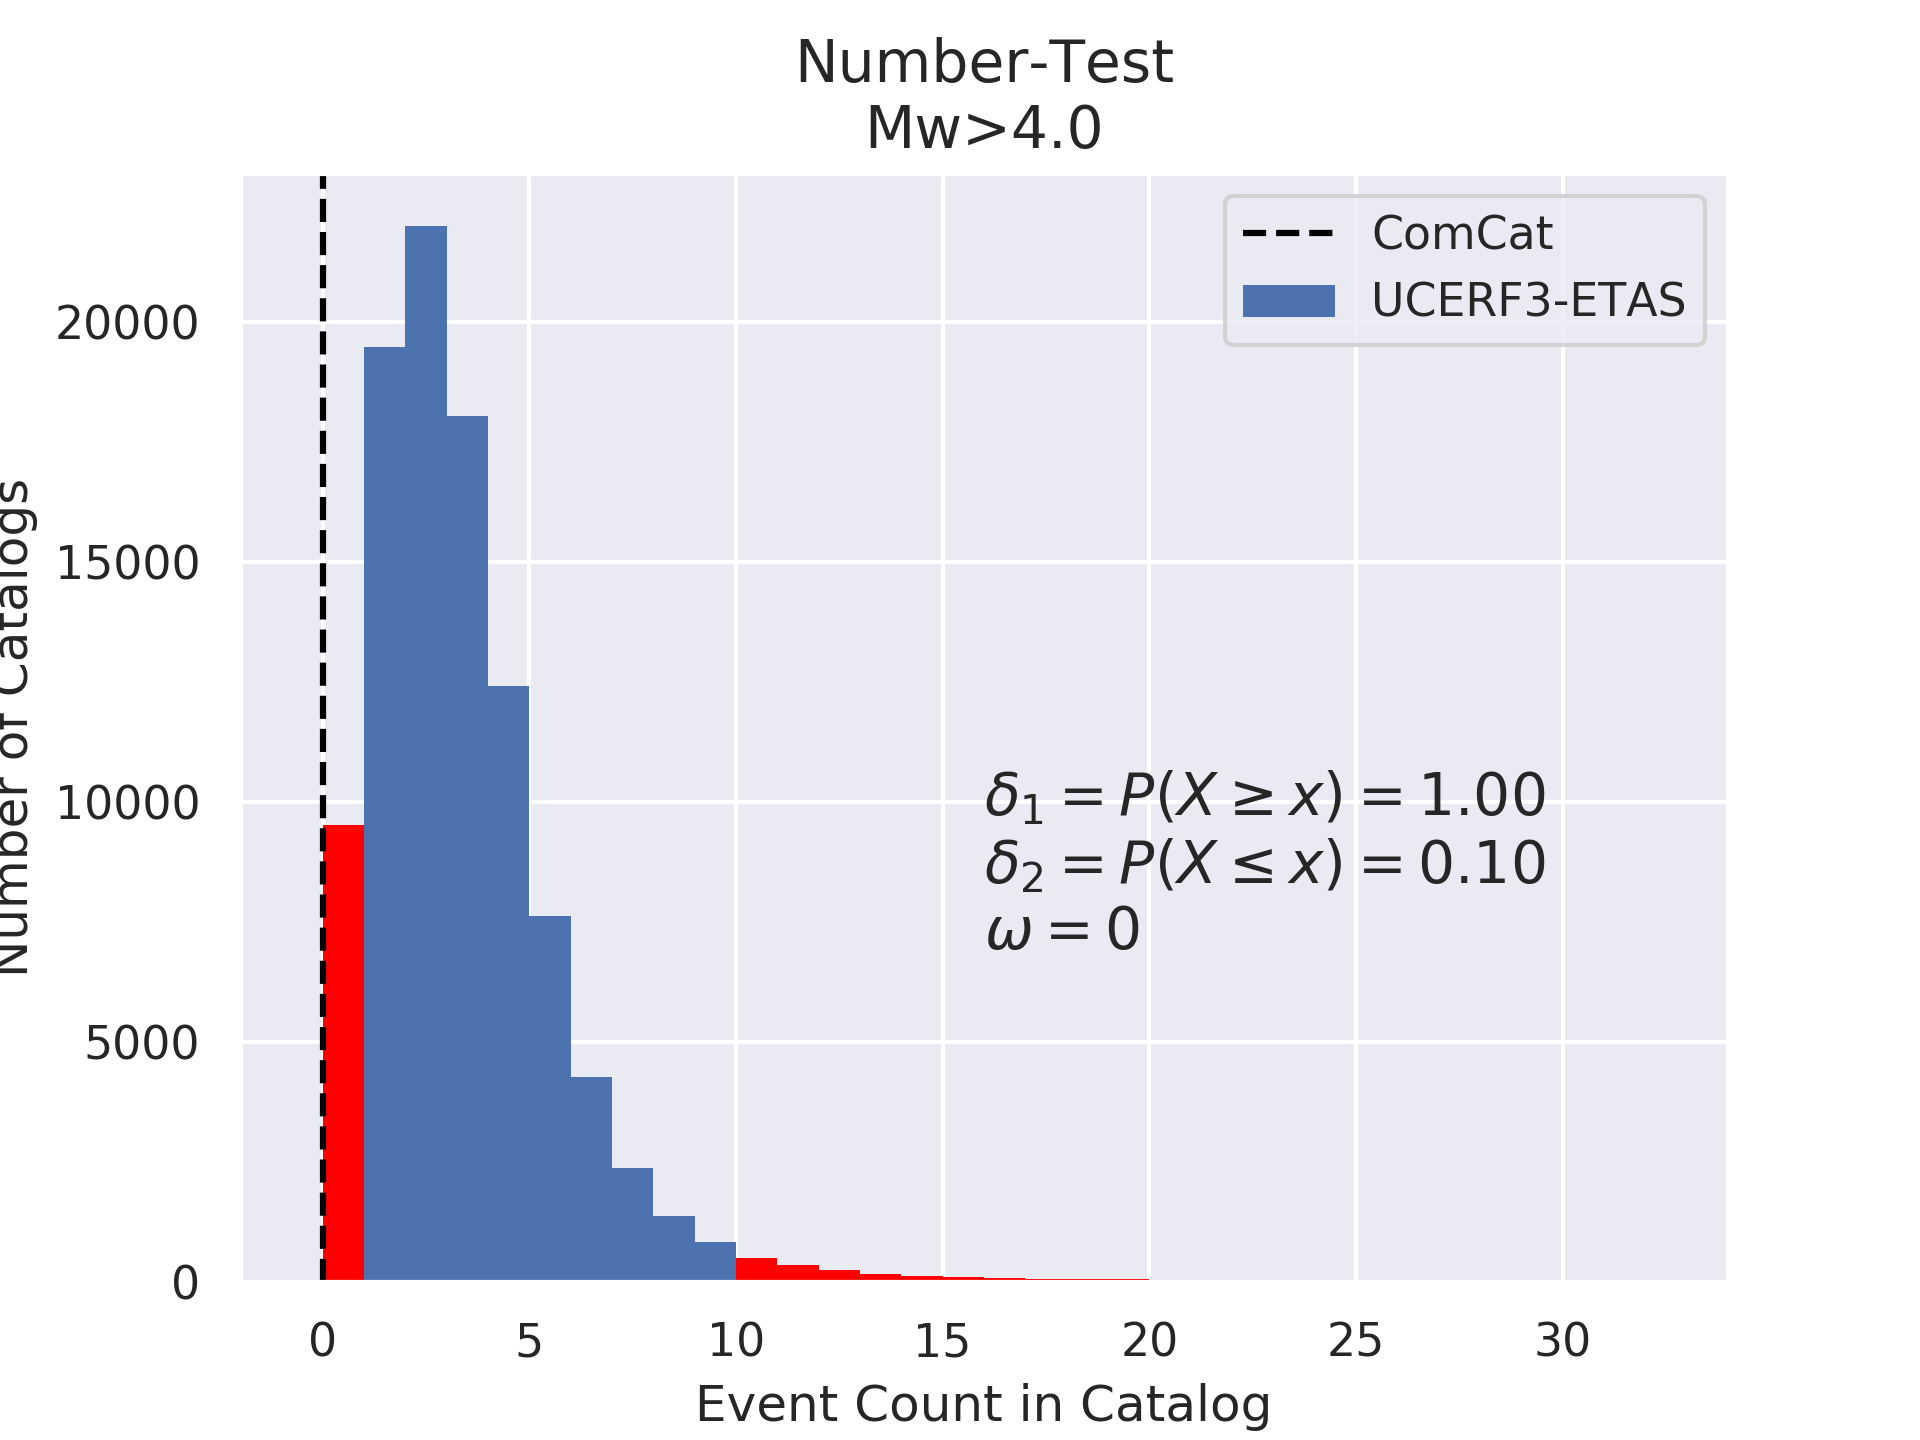 Number-Test
Mw>4.0
ComCat
UCERF3-ETAS
Number of Catalogs
20000
15000
10000
5000
0
δ₁ = P(X ≥ x) = 1.00
δ₂ = P(X ≤ x) = 0.10
ω = 0
0 5 10 15 20 25 30
Event Count in Catalog